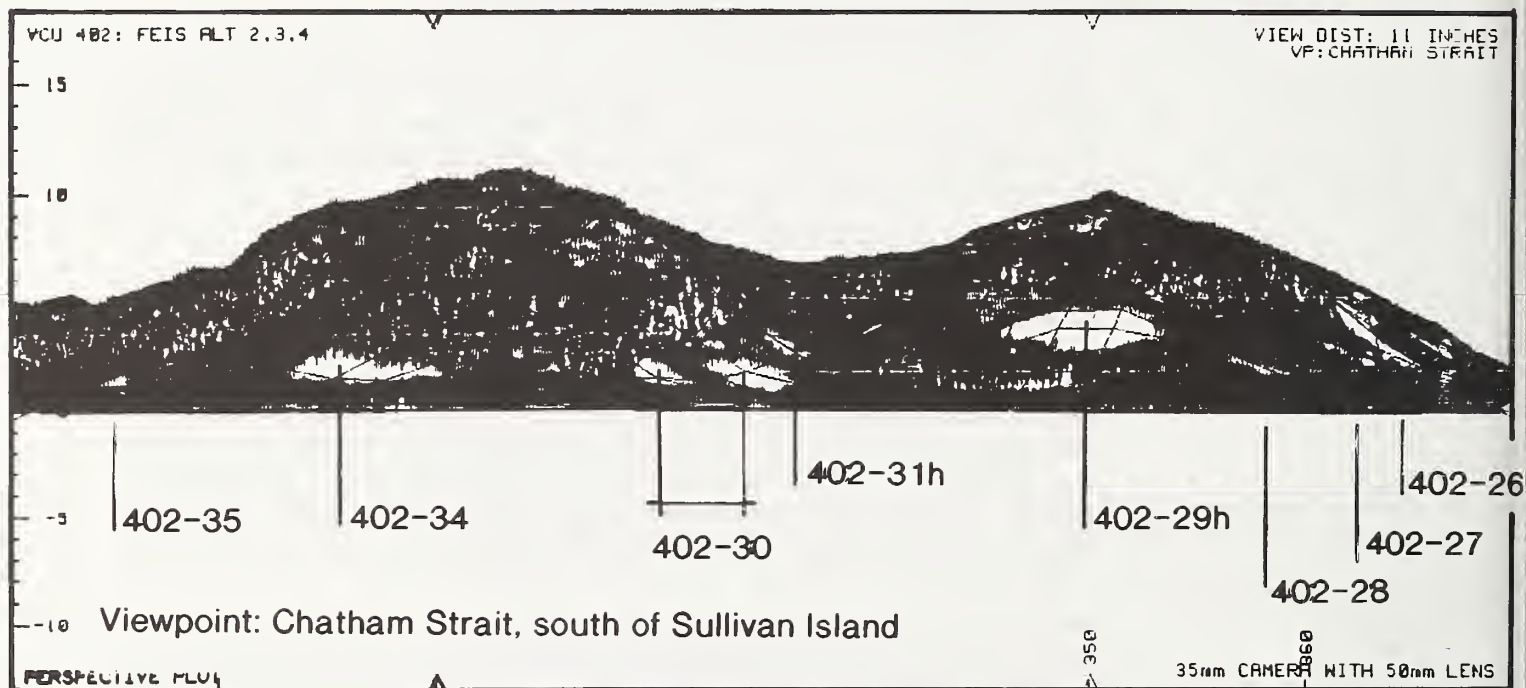 VCU 402: FEIS ALT 2.3.4
VIEW DIST: 11 INCHES
VP:CHATHAM STRAIT
15
10
-5
-10
402-35
402-34
402-30
402-31h
402-29h
402-28
402-27
402-26
Viewpoint: Chatham Strait, south of Sullivan Island
350
360
PERSPECTIVE PLOT
35mm CAMERA WITH 50mm LENS